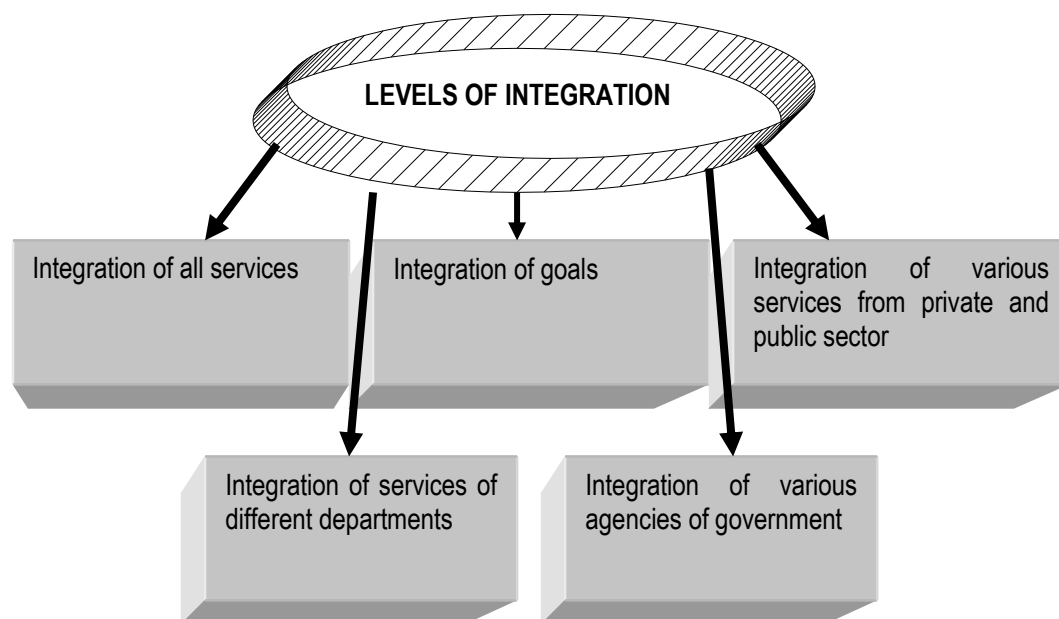 LEVELS OF INTEGRATION
Integration of all services
Integration of goals
Integration of various
services from private and
public sector
Integration of services of
different departments
Integration of various
agencies of government